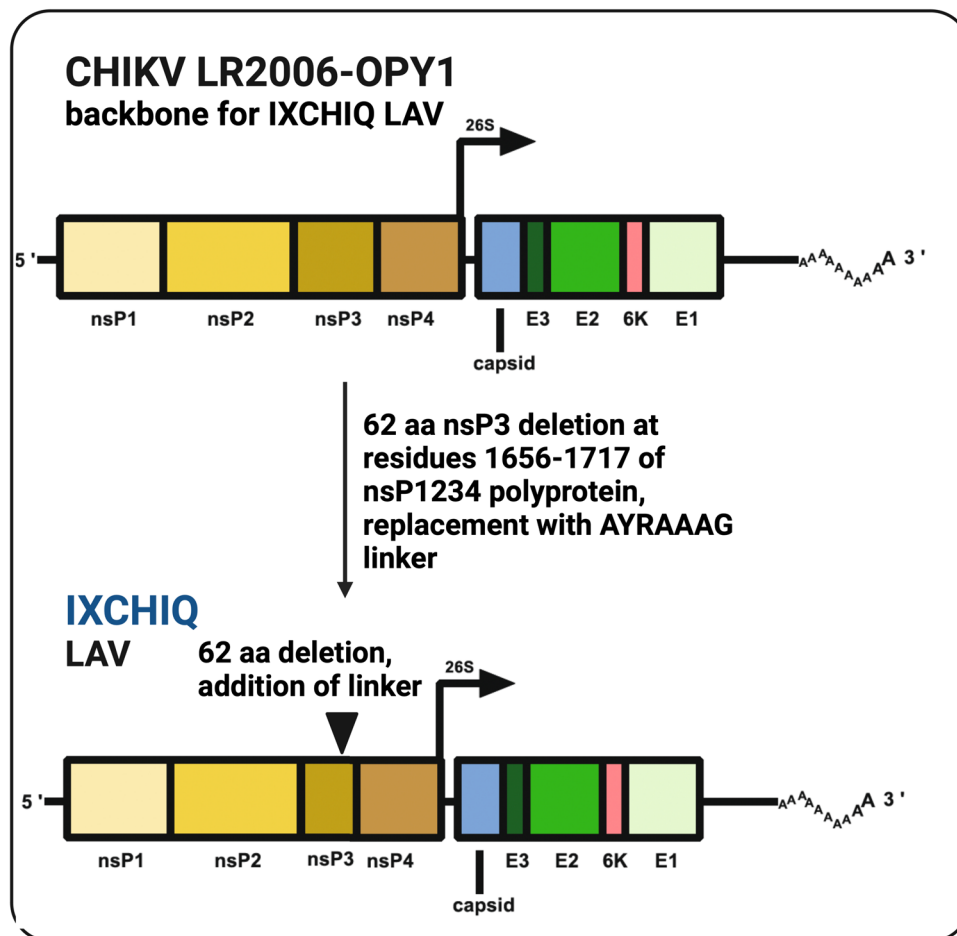 CHIKV LR2006-OPY1
backbone for IXCHIQ LAV
26S
5 '
AAAAAAAAA 3 '
nsP1 nsP2 nsP3 nsP4 E3 E2 6K E1
capsid
62 aa nsP3 deletion at
residues 1656-1717 of
nsP1234 polyprotein,
replacement with AYRAAAG
linker
IXCHIQ
LAV
62 aa deletion,
addition of linker
26S
5 '
AAAAAAAAA 3 '
nsP1 nsP2 nsP3 nsP4 E3 E2 6K E1
capsid